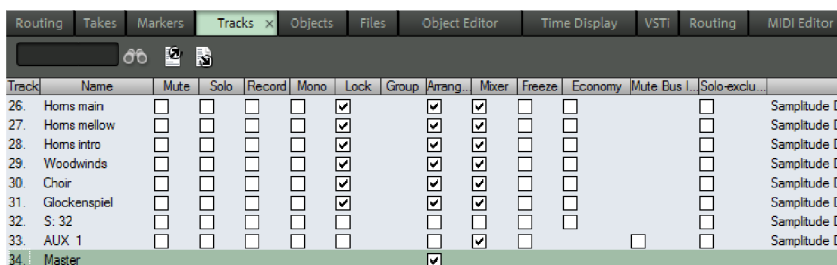 Routing Takes Markers Tracks × Objects Files Object Editor Time Display VSTi Routing MIDI Editor
Track Name Mute Solo Record Mono Lock Group Arrang... Mixer Freeze Economy Mute Bus I... Solo-exclu...
26. Horns main Samplitude D
27. Horns mellow Samplitude D
28. Horns intro Samplitude D
29. Woodwinds Samplitude D
30. Choir Samplitude D
31. Glockenspiel Samplitude D
32. S: 32 Samplitude D
33. AUX 1 Samplitude D
34. Master